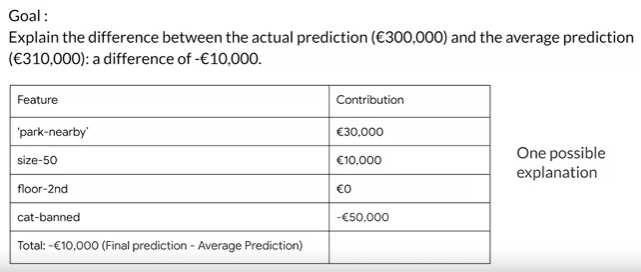 Goal :
Explain the difference between the actual prediction (€300,000) and the average prediction
(€310,000): a difference of -€10,000.
Feature Contribution
'park-nearby' €30,000
size-50 €10,000
floor-2nd €0
cat-banned -€50,000
Total: -€10,000 (Final prediction - Average Prediction)
One possible
explanation